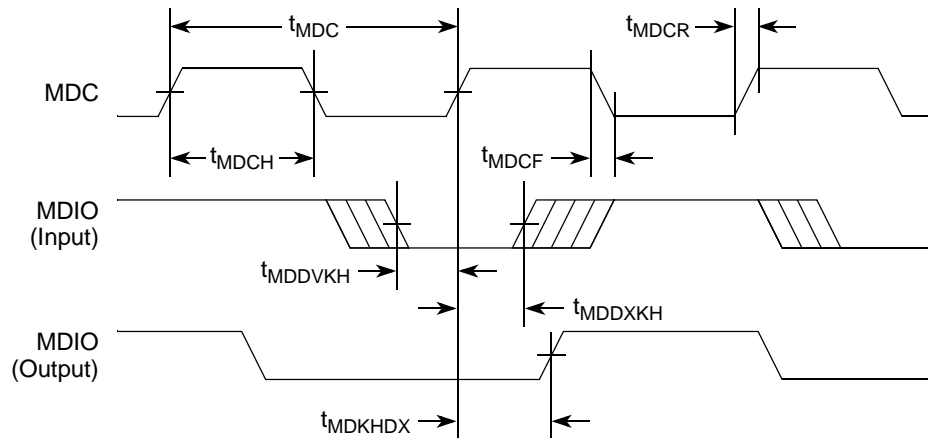 tMDC
tMDCR
MDC
tMDCH
tMDCF
MDIO
(Input)
tMDDVKH
tMDDXKH
MDIO
(Output)
tMDKHDX